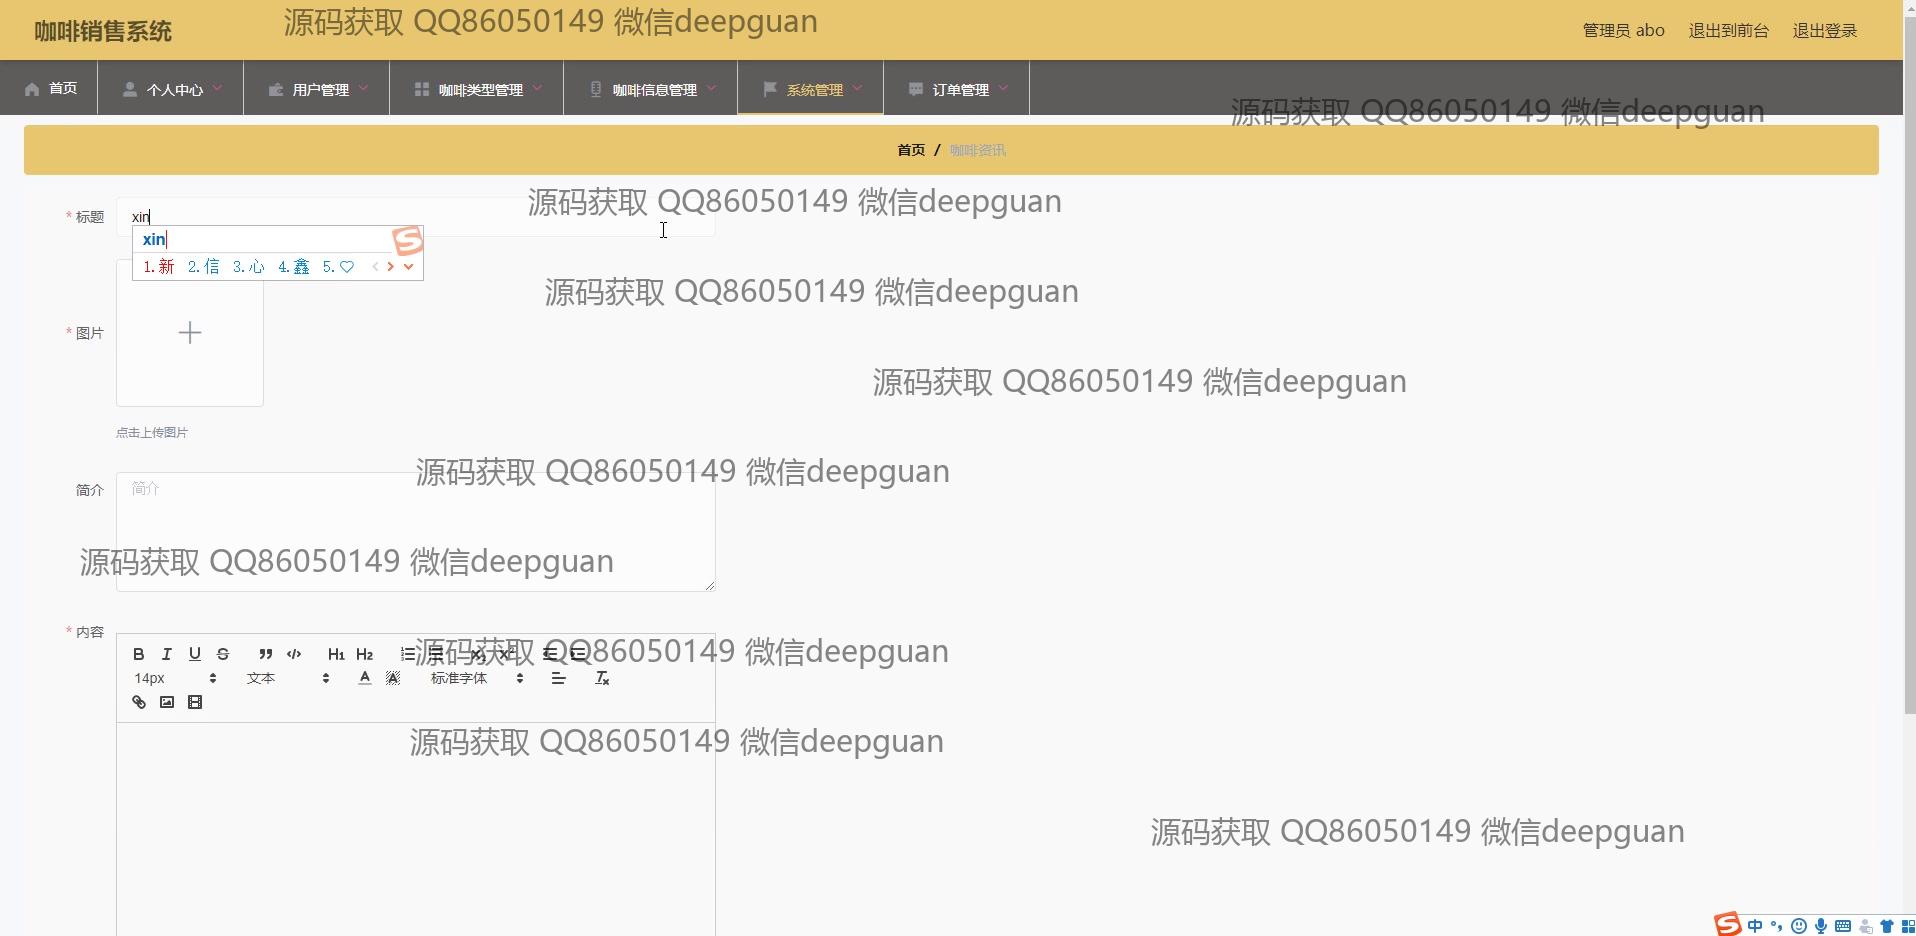 咖啡销售系统
源码获取 QQ86050149 微信deepguan
管理员 abo
退出到前台
退出登录
首页
个人中心
用户管理
咖啡类型管理
咖啡信息管理
系统管理
订单管理
源码获取 QQ86050149 微信deepguan
首页 / 咖啡资讯
源码获取 QQ86050149 微信deepguan
* 标题
xin
xin
1.新 2.信 3.心 4.鑫 5.♡
源码获取 QQ86050149 微信deepguan
* 图片
源码获取 QQ86050149 微信deepguan
点击上传图片
源码获取 QQ86050149 微信deepguan
简介
简介
源码获取 QQ86050149 微信deepguan
* 内容
B I U S H1 H2
源码获取 QQ86050149 微信deepguan
14px 文本 A A 标准字体
源码获取 QQ86050149 微信deepguan
源码获取 QQ86050149 微信deepguan
S 中